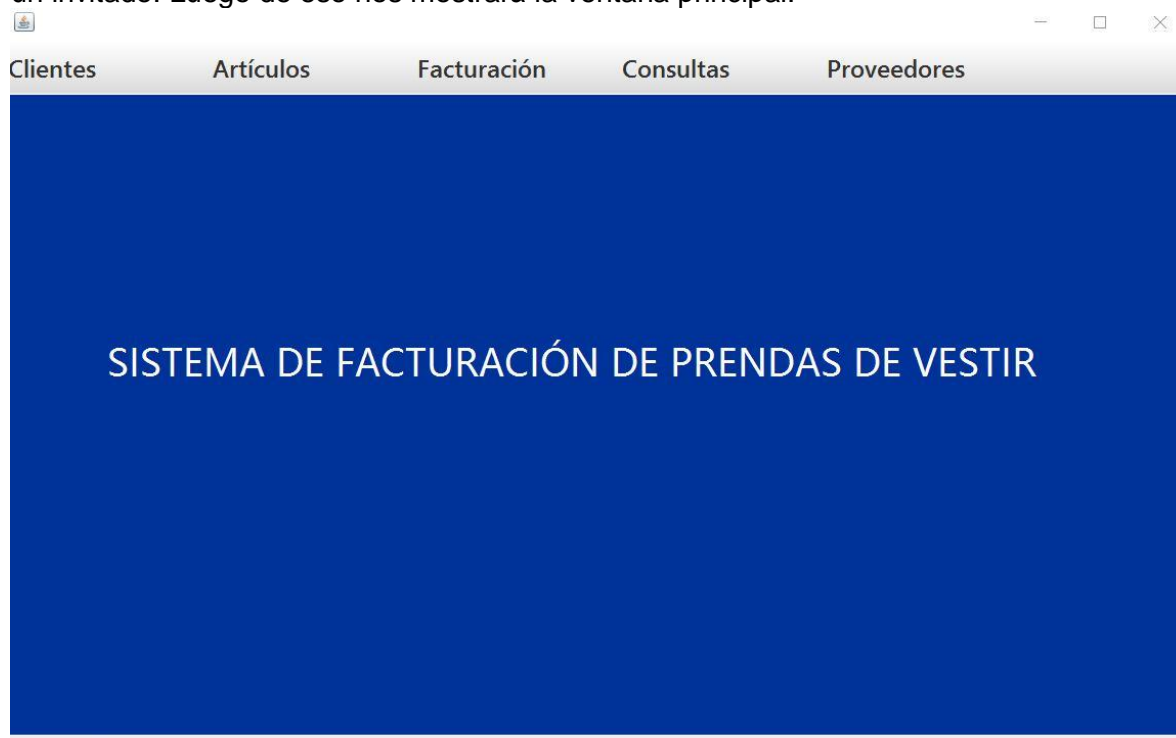 un invitado. Luego de eso nos mostrará la ventana principal.
Clientes Artículos Facturación Consultas Proveedores
SISTEMA DE FACTURACIÓN DE PRENDAS DE VESTIR